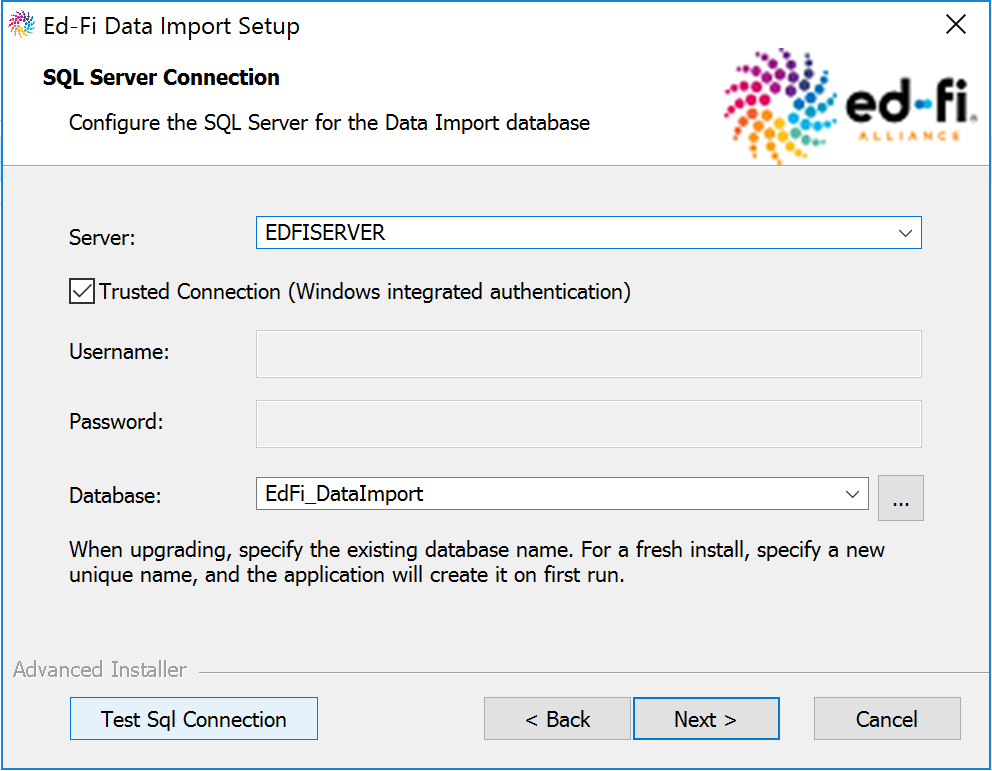 Ed-Fi Data Import Setup
SQL Server Connection
Configure the SQL Server for the Data Import database
ed-fi®
ALLIANCE
Server:
EDFISERVER
Trusted Connection (Windows integrated authentication)
Username:
Password:
Database:
EdFi_DataImport
...
When upgrading, specify the existing database name. For a fresh install, specify a new
unique name, and the application will create it on first run.
Advanced Installer
Test Sql Connection
< Back
Next >
Cancel